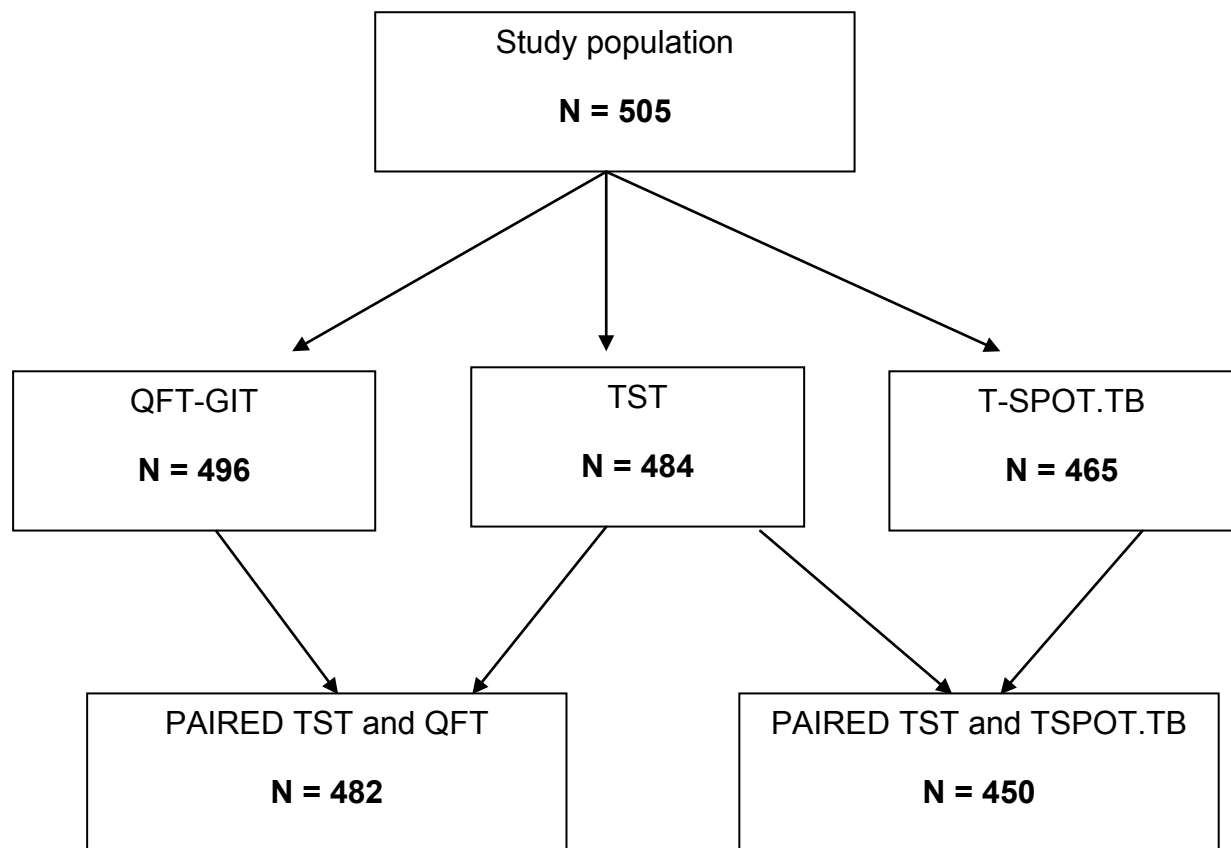 Study population
N = 505
QFT-GIT
N = 496
TST
N = 484
T-SPOT.TB
N = 465
PAIRED TST and QFT
N = 482
PAIRED TST and TSPOT.TB
N = 450